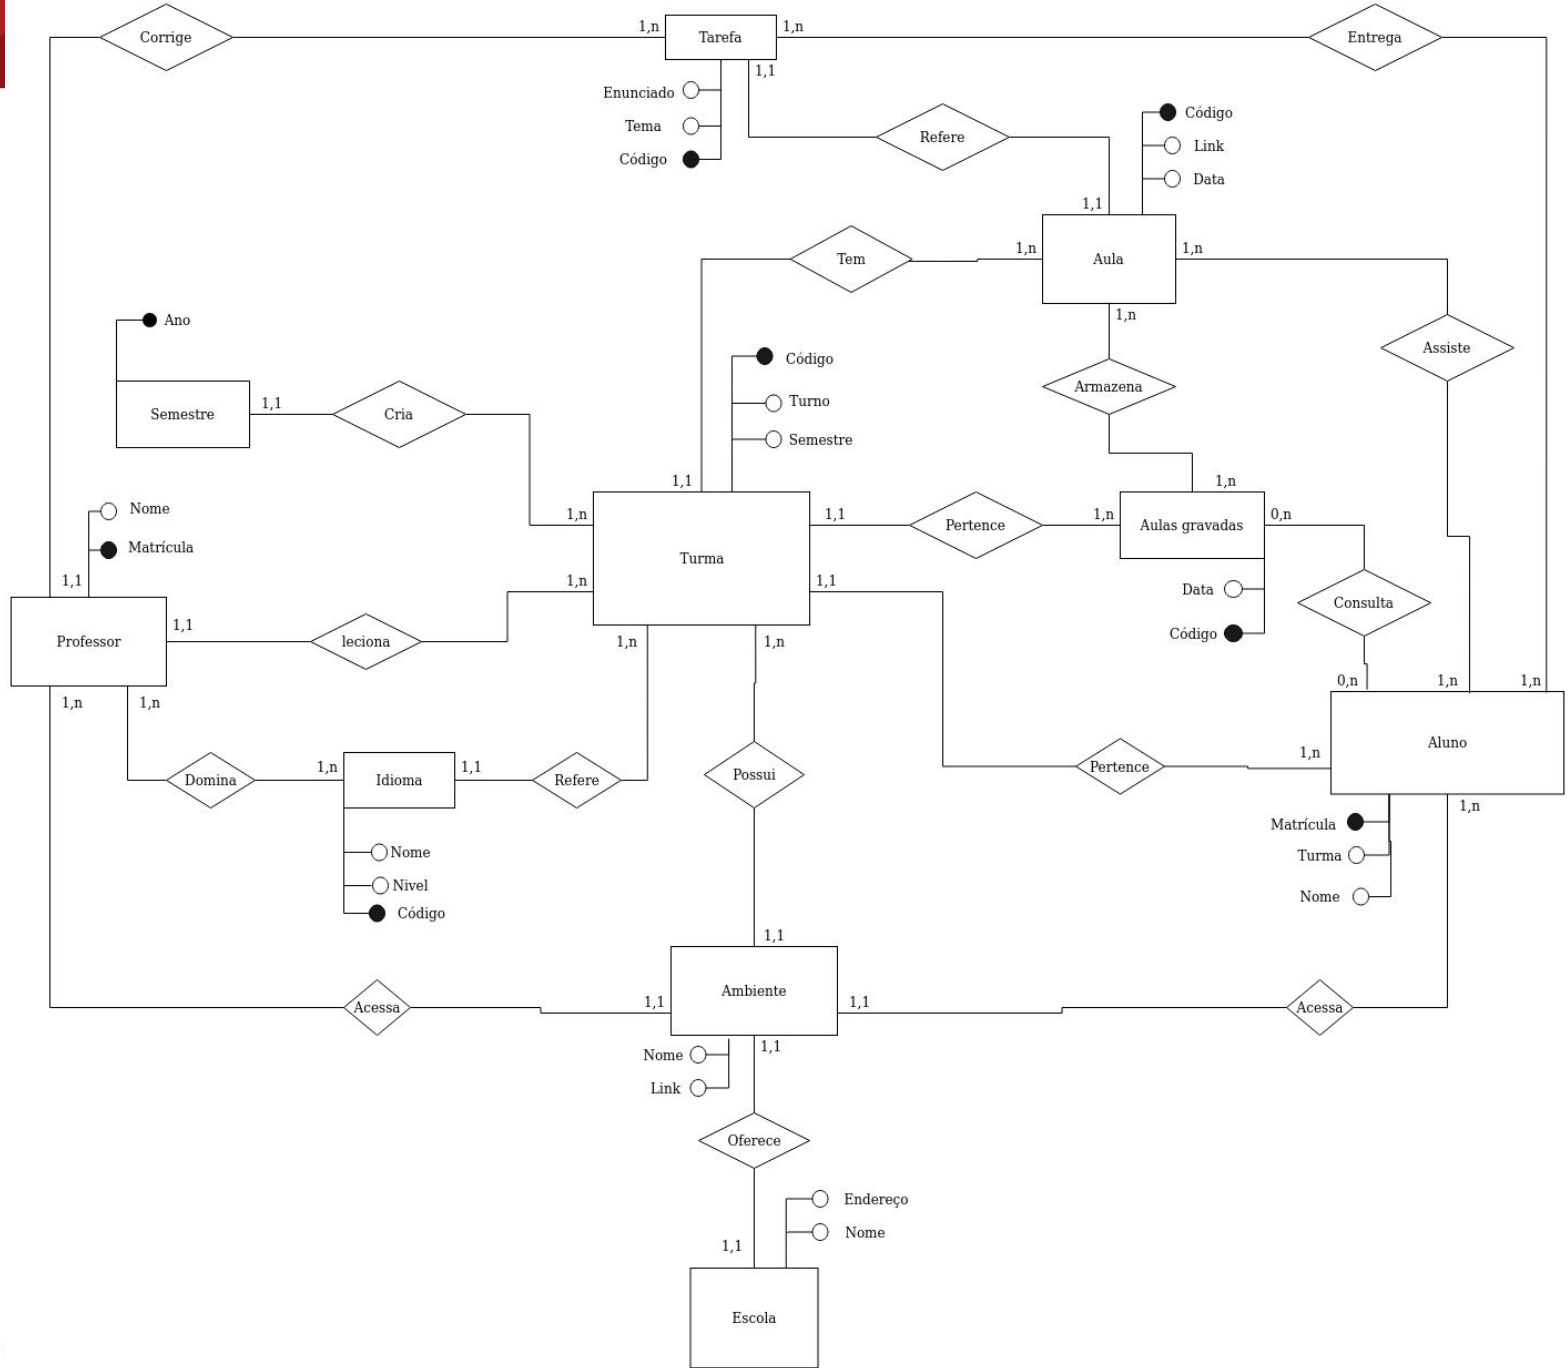 Corrige
1,n
Tarefa
1,n
Entrega
1,1
Enunciado
Tema
Código
Refere
Código
Link
Data
1,1
Tem
1,n
Aula
1,n
1,n
Ano
Assiste
Código
Armazena
Turno
Semestre
Semestre
1,1
Cria
1,1
1,n
1,n
1,1
Pertence
1,n
Aulas gravadas
0,n
Nome
Matrícula
Turma
1,1
1,n
1,1
Data
Consulta
Código
Professor
1,1
leciona
1,n
1,n
0,n
1,n
1,n
1,n
1,n
Aluno
1,n
Domina
1,n
Idioma
1,1
Refere
Possui
Pertence
1,n
Matrícula
Turma
Nome
Nome
Nivel
Código
1,1
Acessa
1,1
Ambiente
1,1
Acessa
Nome
Link
1,1
Oferece
Endereço
Nome
1,1
Escola